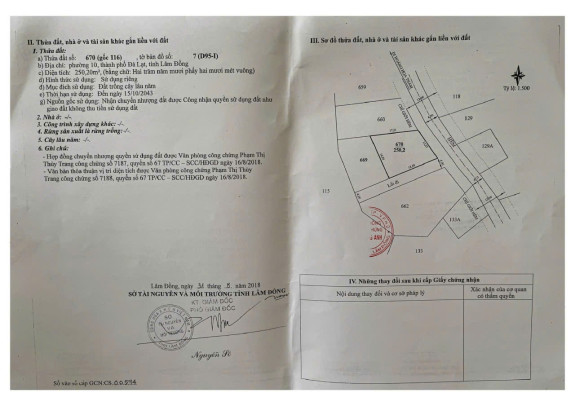 II. Thửa đất, nhà ở và tài sản khác gắn liền với đất
1. Thửa đất:
a) Thửa đất số: 670 (gốc 116) , tờ bản đồ số: 7 (D95-I)
b) Địa chỉ: phường 10, thành phố Đà Lạt, tỉnh Lâm Đồng
c) Diện tích: 250,20m², (bằng chữ: Hai trăm năm mươi phẩy hai mươi mét vuông)
d) Hình thức sử dụng: Sử dụng riêng
đ) Mục đích sử dụng: Đất trồng cây lâu năm
e) Thời hạn sử dụng: Đến ngày 15/10/2043
g) Nguồn gốc sử dụng: Nhận chuyển nhượng đất được Công nhận quyền sử dụng đất như
giao đất không thu tiền sử dụng đất
2. Nhà ở: -/-
3. Công trình xây dựng khác: -/-
4. Rừng sản xuất là rừng trồng: -/-
5. Cây lâu năm: -/-
6. Ghi chú:
- Hợp đồng chuyển nhượng quyền sử dụng đất được Văn phòng công chứng Phạm Thị
Thúy Trang công chứng số 7187, quyển số 67 TP/CC – SCC/HĐGD ngày 16/8/2018.
- Văn bản thỏa thuận vị trí diện tích được Văn phòng công chứng Phạm Thị Thúy
Trang công chứng số 7188, quyển số 67 TP/CC – SCC/HĐGD ngày 16/8/2018.
Lâm Đồng, ngày 31 tháng 8 năm 2018
SỞ TÀI NGUYÊN VÀ MÔI TRƯỜNG TỈNH LÂM ĐỒNG
KT. GIÁM ĐỐC
PHÓ GIÁM ĐỐC
Số vào sổ cấp GCN:CS
III. Sơ đồ thửa đất, nhà ở và tài sản khác gắn liền với đất
Tỷ lệ 1:500
859
118
660
129A
670
250.2
669
Lối đi
115
662
133A
133
IV. Những thay đổi sau khi cấp Giấy chứng nhận
Nội dung thay đổi và cơ sở pháp lý
Xác nhận của cơ quan
có thẩm quyền